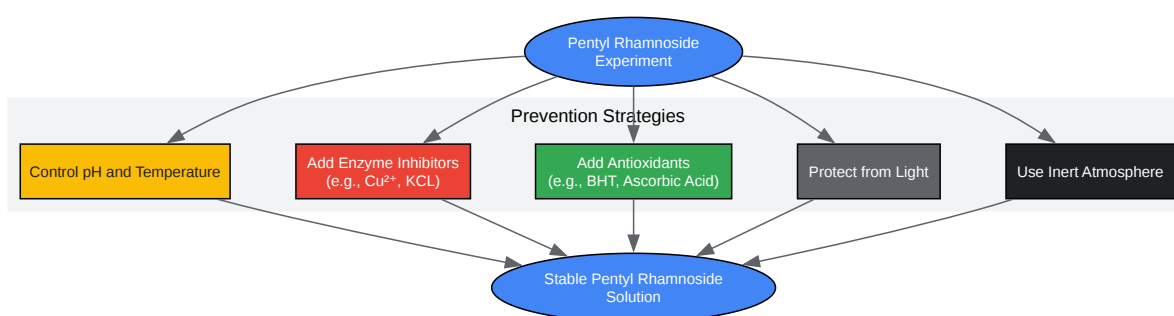 Pentyl Rhamnoside
Experiment
Prevention Strategies
Control pH and Temperature
Add Enzyme Inhibitors
(e.g., Cu²⁺, KCL)
Add Antioxidants
(e.g., BHT, Ascorbic Acid)
Protect from Light
Use Inert Atmosphere
Stable Pentyl Rhamnoside
Solution